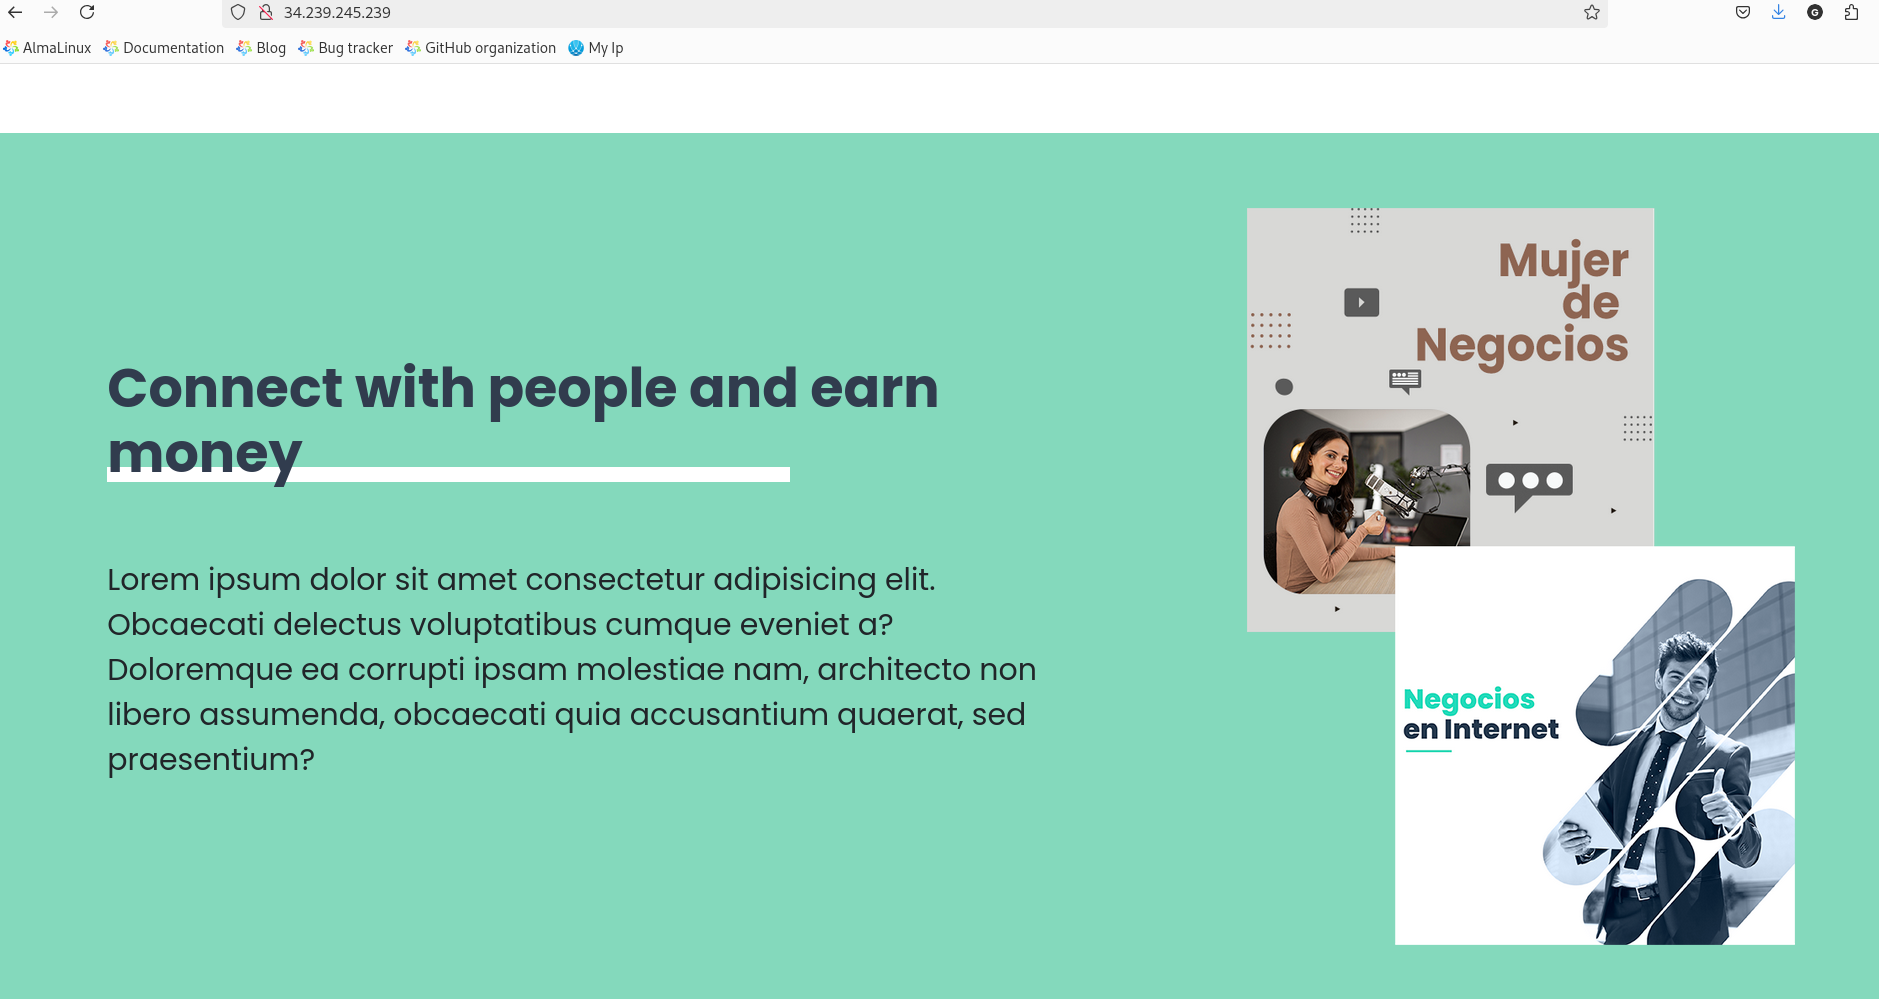 34.239.245.239
AlmaLinux Documentation Blog Bug tracker GitHub organization My Ip
Connect with people and earn
money
Lorem ipsum dolor sit amet consectetur adipisicing elit.
Obcaecati delectus voluptatibus cumque eveniet a?
Doloremque ea corrupti ipsam molestiae nam, architecto non
libero assumenda, obcaecati quia accusantium quaerat, sed
praesentium?
Mujer
de
Negocios
Negocios
en Internet